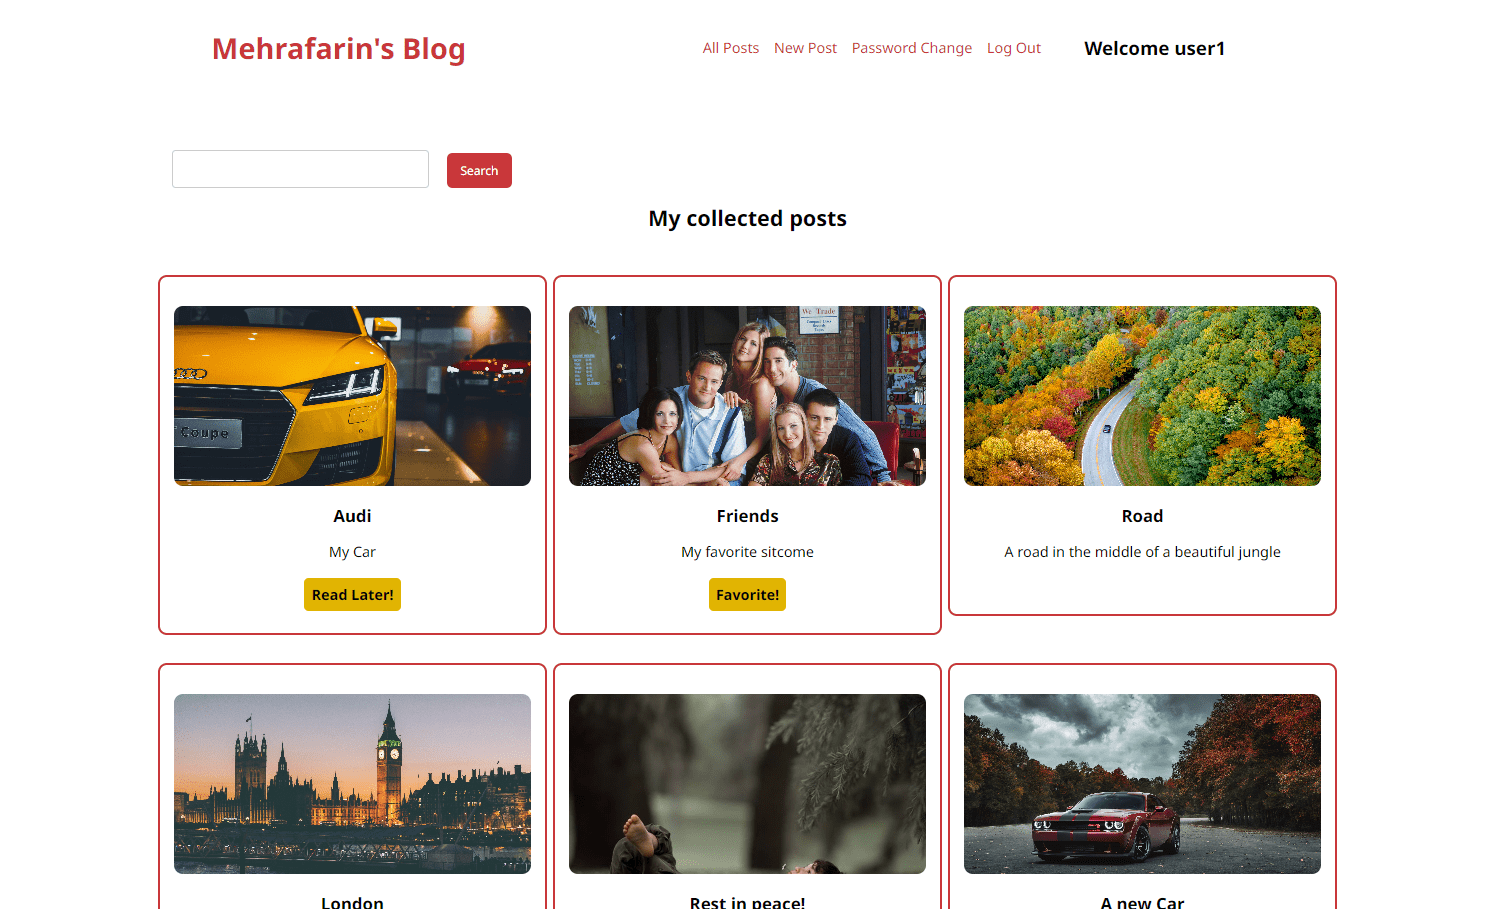 Mehrafarin's Blog
All Posts New Post Password Change Log Out Welcome user1
Search
My collected posts
Coupe
We Trade
Audi
My Car
Read Later!
Friends
My favorite sitcome
Favorite!
Road
A road in the middle of a beautiful jungle
London
Rest in peace!
A new Car